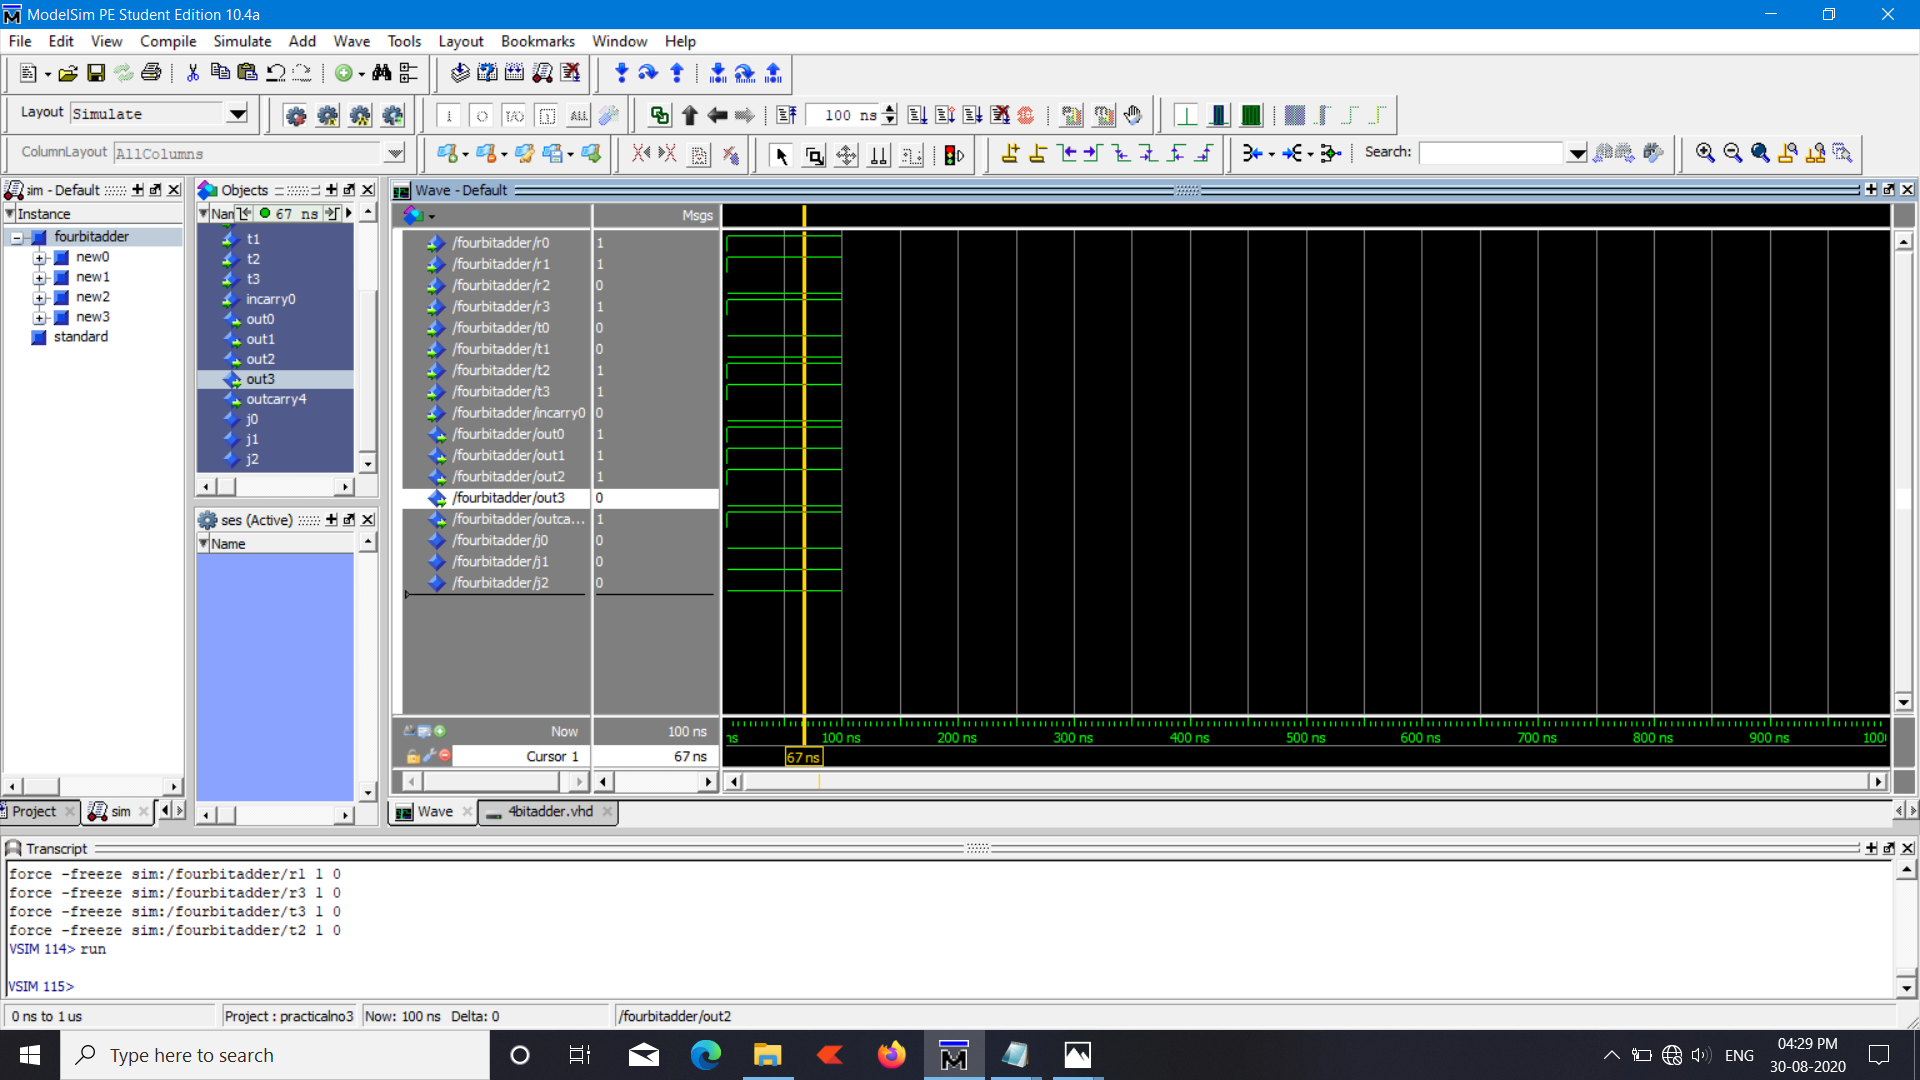 ModelSim PE Student Edition 10.4a
File Edit View Compile Simulate Add Wave Tools Layout Bookmarks Window Help
Layout Simulate
100 ns
ColumnLayout AllColumns
Search:
sim - Default
Instance
fourbitadder
new0
new1
new2
new3
standard
Objects
67 ns
t1
t2
t3
incarry0
out0
out1
out2
out3
outcarry4
j0
j1
j2
ses (Active)
Name
Wave - Default
Msgs
/fourbitadder/r0 1
/fourbitadder/r1 1
/fourbitadder/r2 0
/fourbitadder/r3 1
/fourbitadder/t0 0
/fourbitadder/t1 0
/fourbitadder/t2 1
/fourbitadder/t3 1
/fourbitadder/incarry0 0
/fourbitadder/out0 1
/fourbitadder/out1 1
/fourbitadder/out2 1
/fourbitadder/out3 0
/fourbitadder/outca... 1
/fourbitadder/j0 0
/fourbitadder/j1 0
/fourbitadder/j2 0
Now 100 ns
Cursor 1 67 ns
ns 100 ns 200 ns 300 ns 400 ns 500 ns 600 ns 700 ns 800 ns 900 ns 100
67 ns
Project sim
Wave 4bitadder.vhd
Transcript
force -freeze sim:/fourbitadder/r1 1 0
force -freeze sim:/fourbitadder/r3 1 0
force -freeze sim:/fourbitadder/t3 1 0
force -freeze sim:/fourbitadder/t2 1 0
VSIM 114> run
VSIM 115>
0 ns to 1 us Project : practicalno3 Now: 100 ns Delta: 0 /fourbitadder/out2
Type here to search
ENG
04:29 PM
30-08-2020